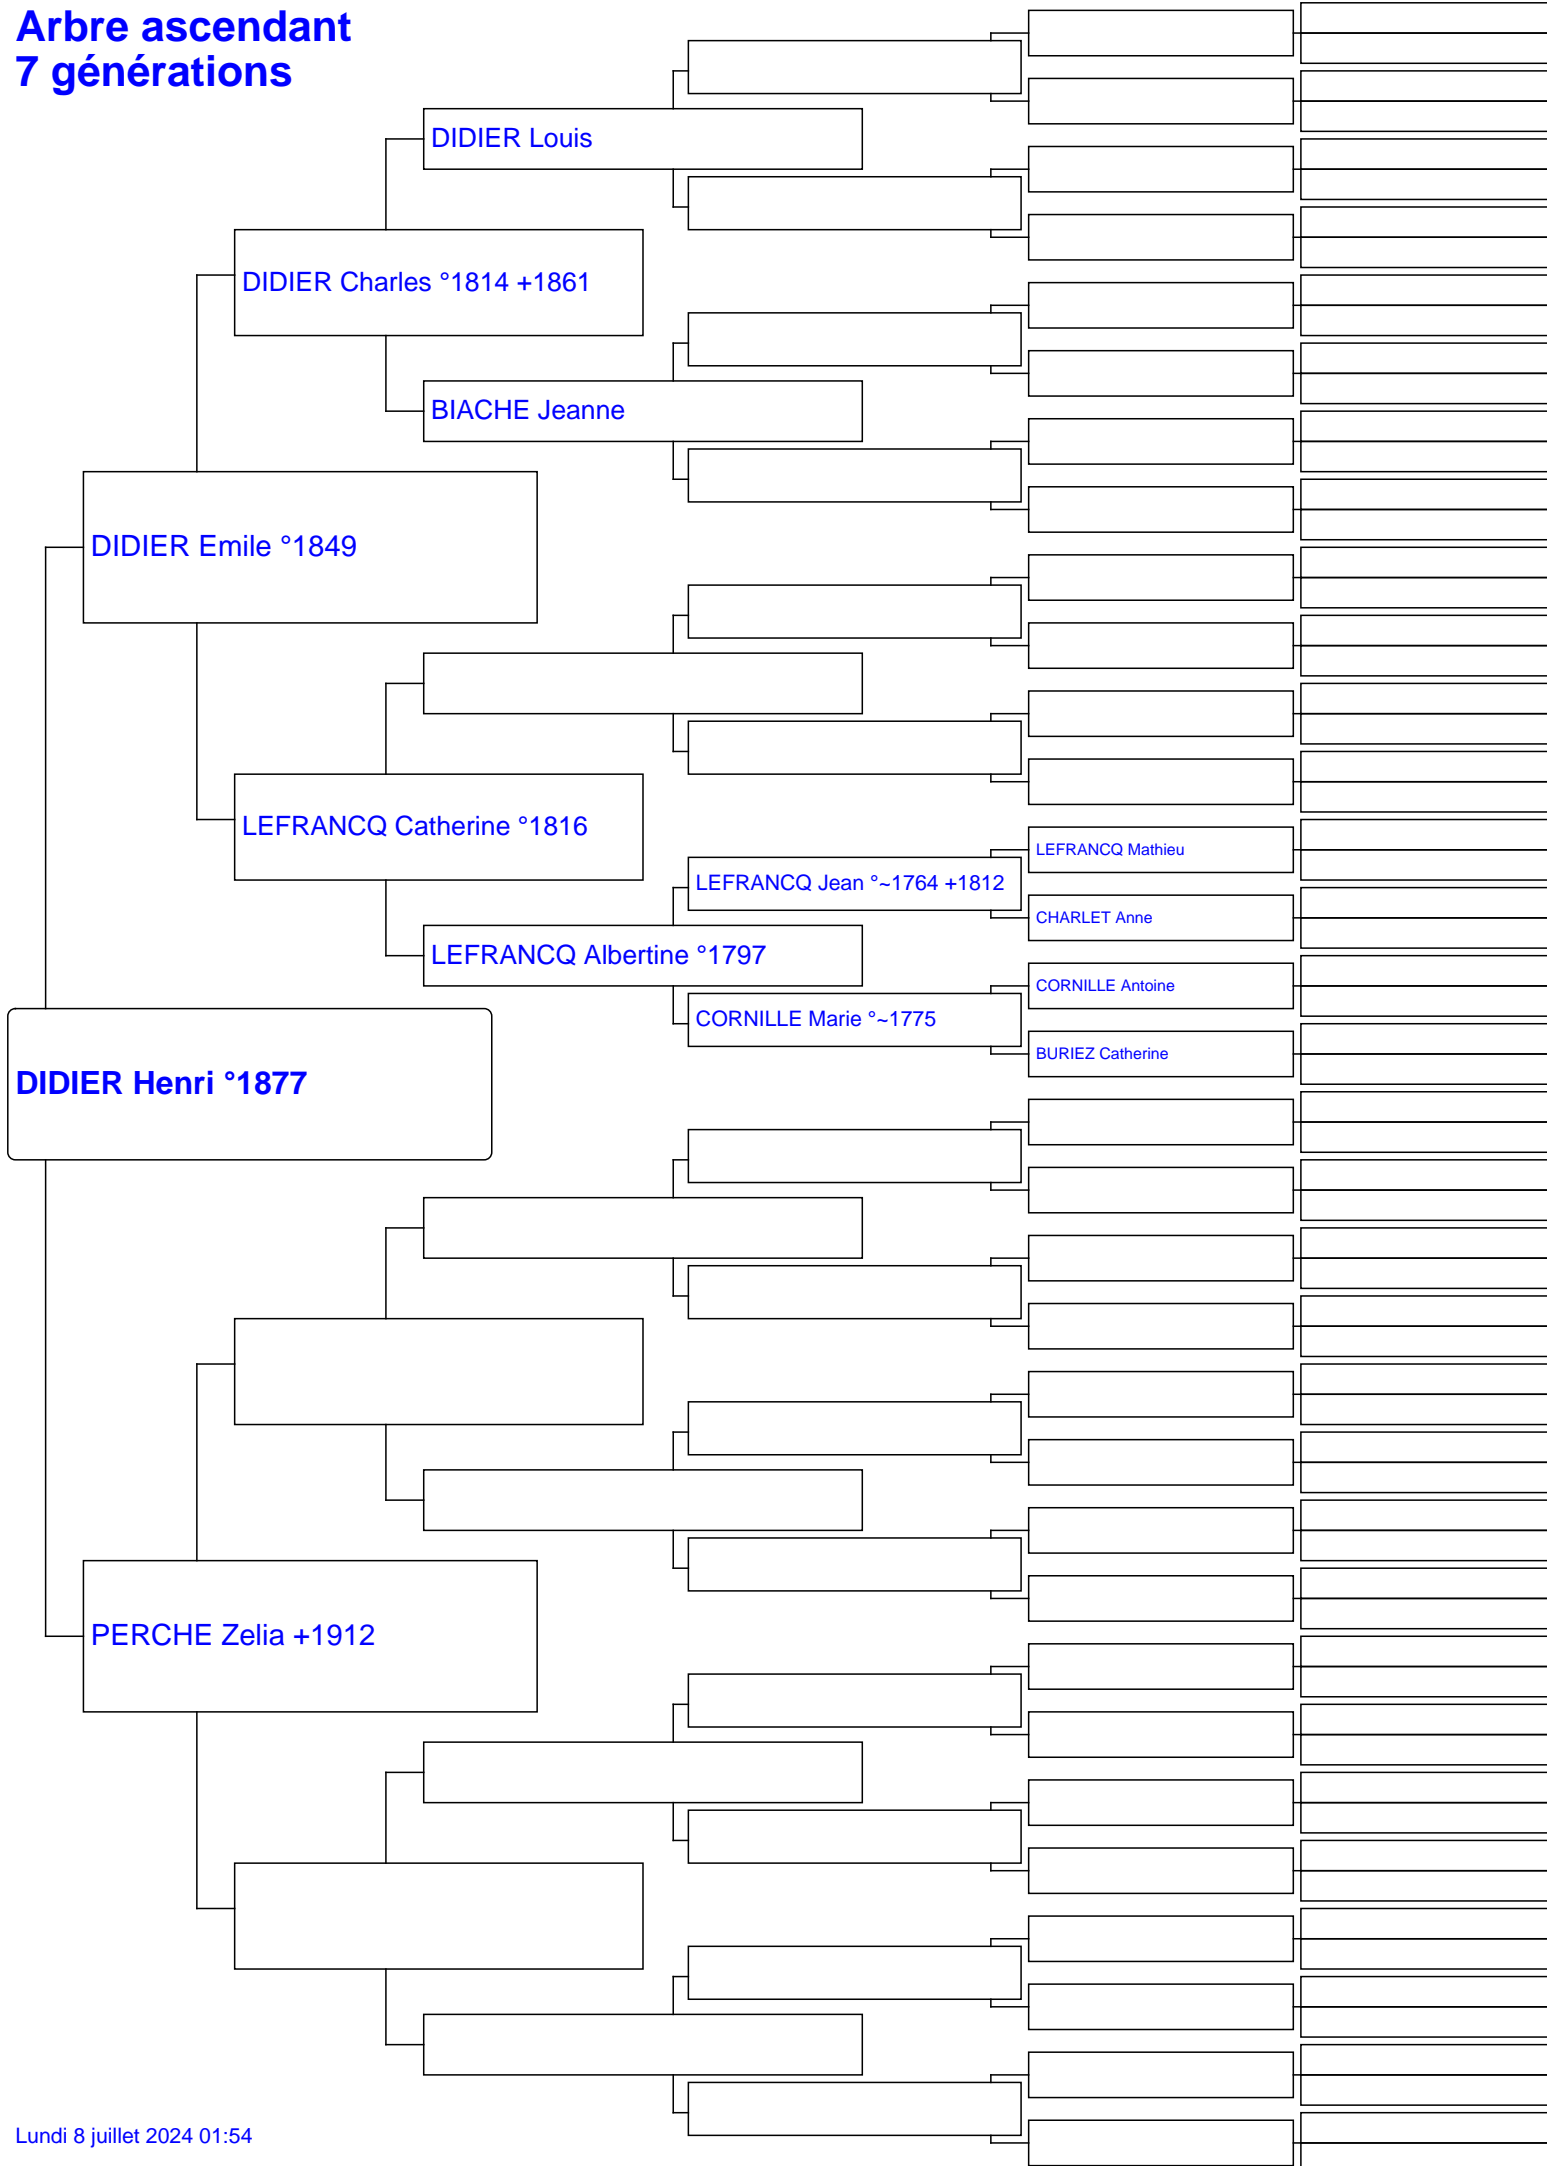 Arbre ascendant
7 générations
DIDIER Louis
DIDIER Charles °1814 +1861
BIACHE Jeanne
DIDIER Emile °1849
LEFRANCQ Catherine °1816
LEFRANCQ Mathieu
LEFRANCQ Jean °~1764 +1812
CHARLET Anne
LEFRANCQ Albertine °1797
CORNILLE Antoine
CORNILLE Marie °~1775
BURIEZ Catherine
DIDIER Henri °1877
PERCHE Zelia +1912
Lundi 8 juillet 2024 01:54